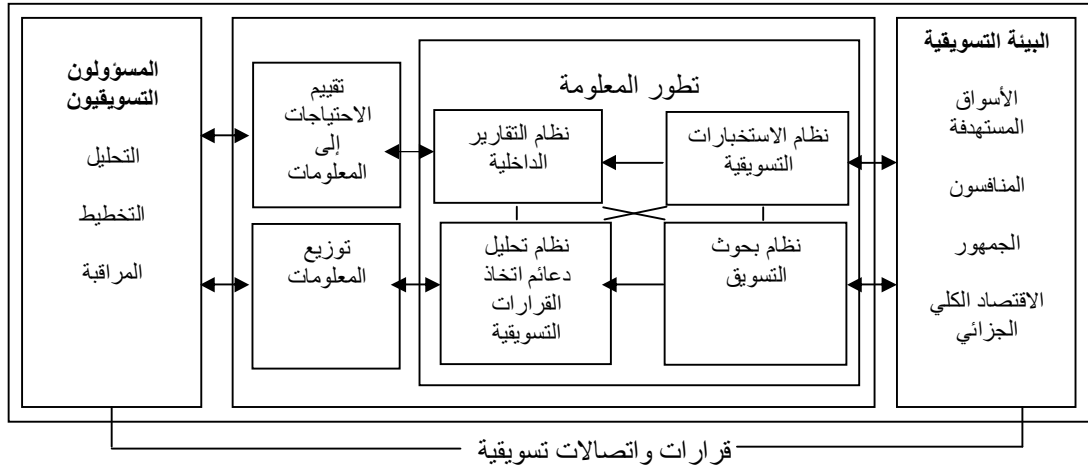 البيئة التسويقية
الأسواق
المستهدفة
المنافسون
الجمهور
الاقتصاد الكلي
الجزائي
تطور المعلومة
نظام الاستخبارات
التسويقية
نظام التقارير
الداخلية
نظام بحوث
التسويق
نظام تحليل
دعائم اتخاذ
القرارات
التسويقية
تقييم
الاحتياجات
إلى
المعلومات
توزيع
المعلومات
المسؤولون
التسويقيون
التحليل
التخطيط
المراقبة
قرارات واتصالات تسويقية